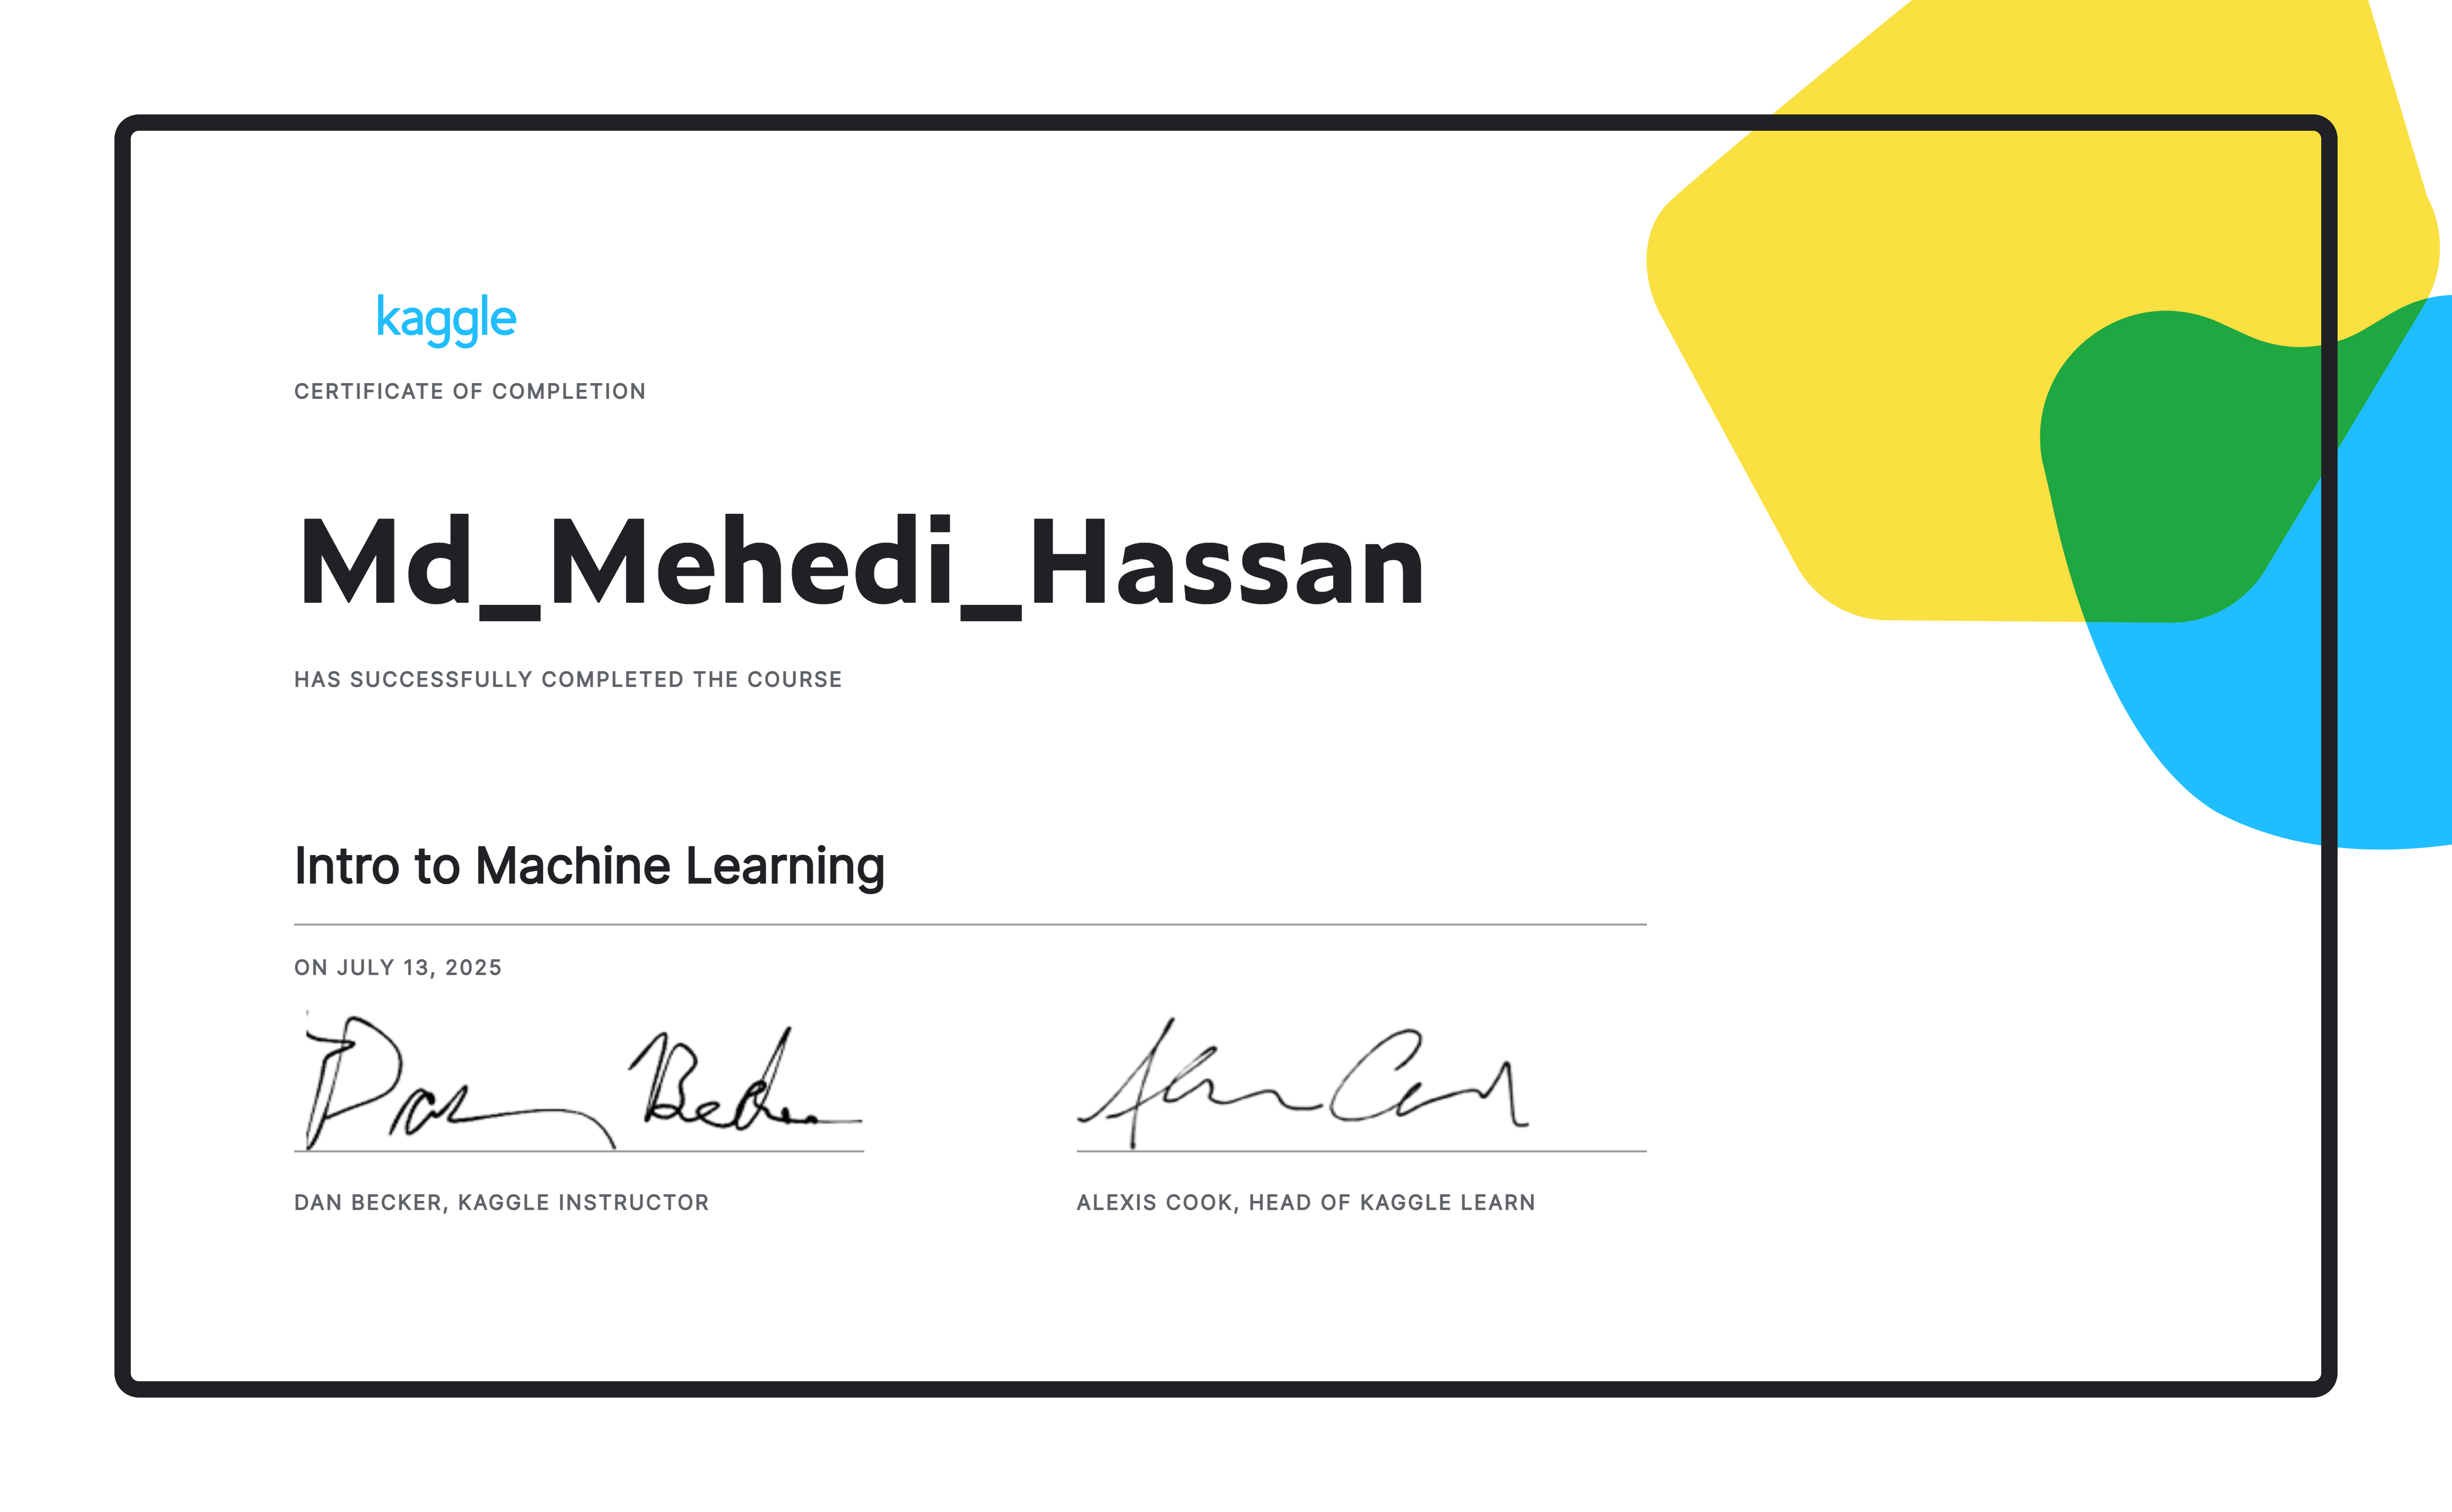 kaggle
CERTIFICATE OF COMPLETION
Md_Mehedi_Hassan
HAS SUCCESSFULLY COMPLETED THE COURSE
Intro to Machine Learning
ON JULY 13, 2025
Dan Becker
Alexis Cook
DAN BECKER, KAGGLE INSTRUCTOR
ALEXIS COOK, HEAD OF KAGGLE LEARN